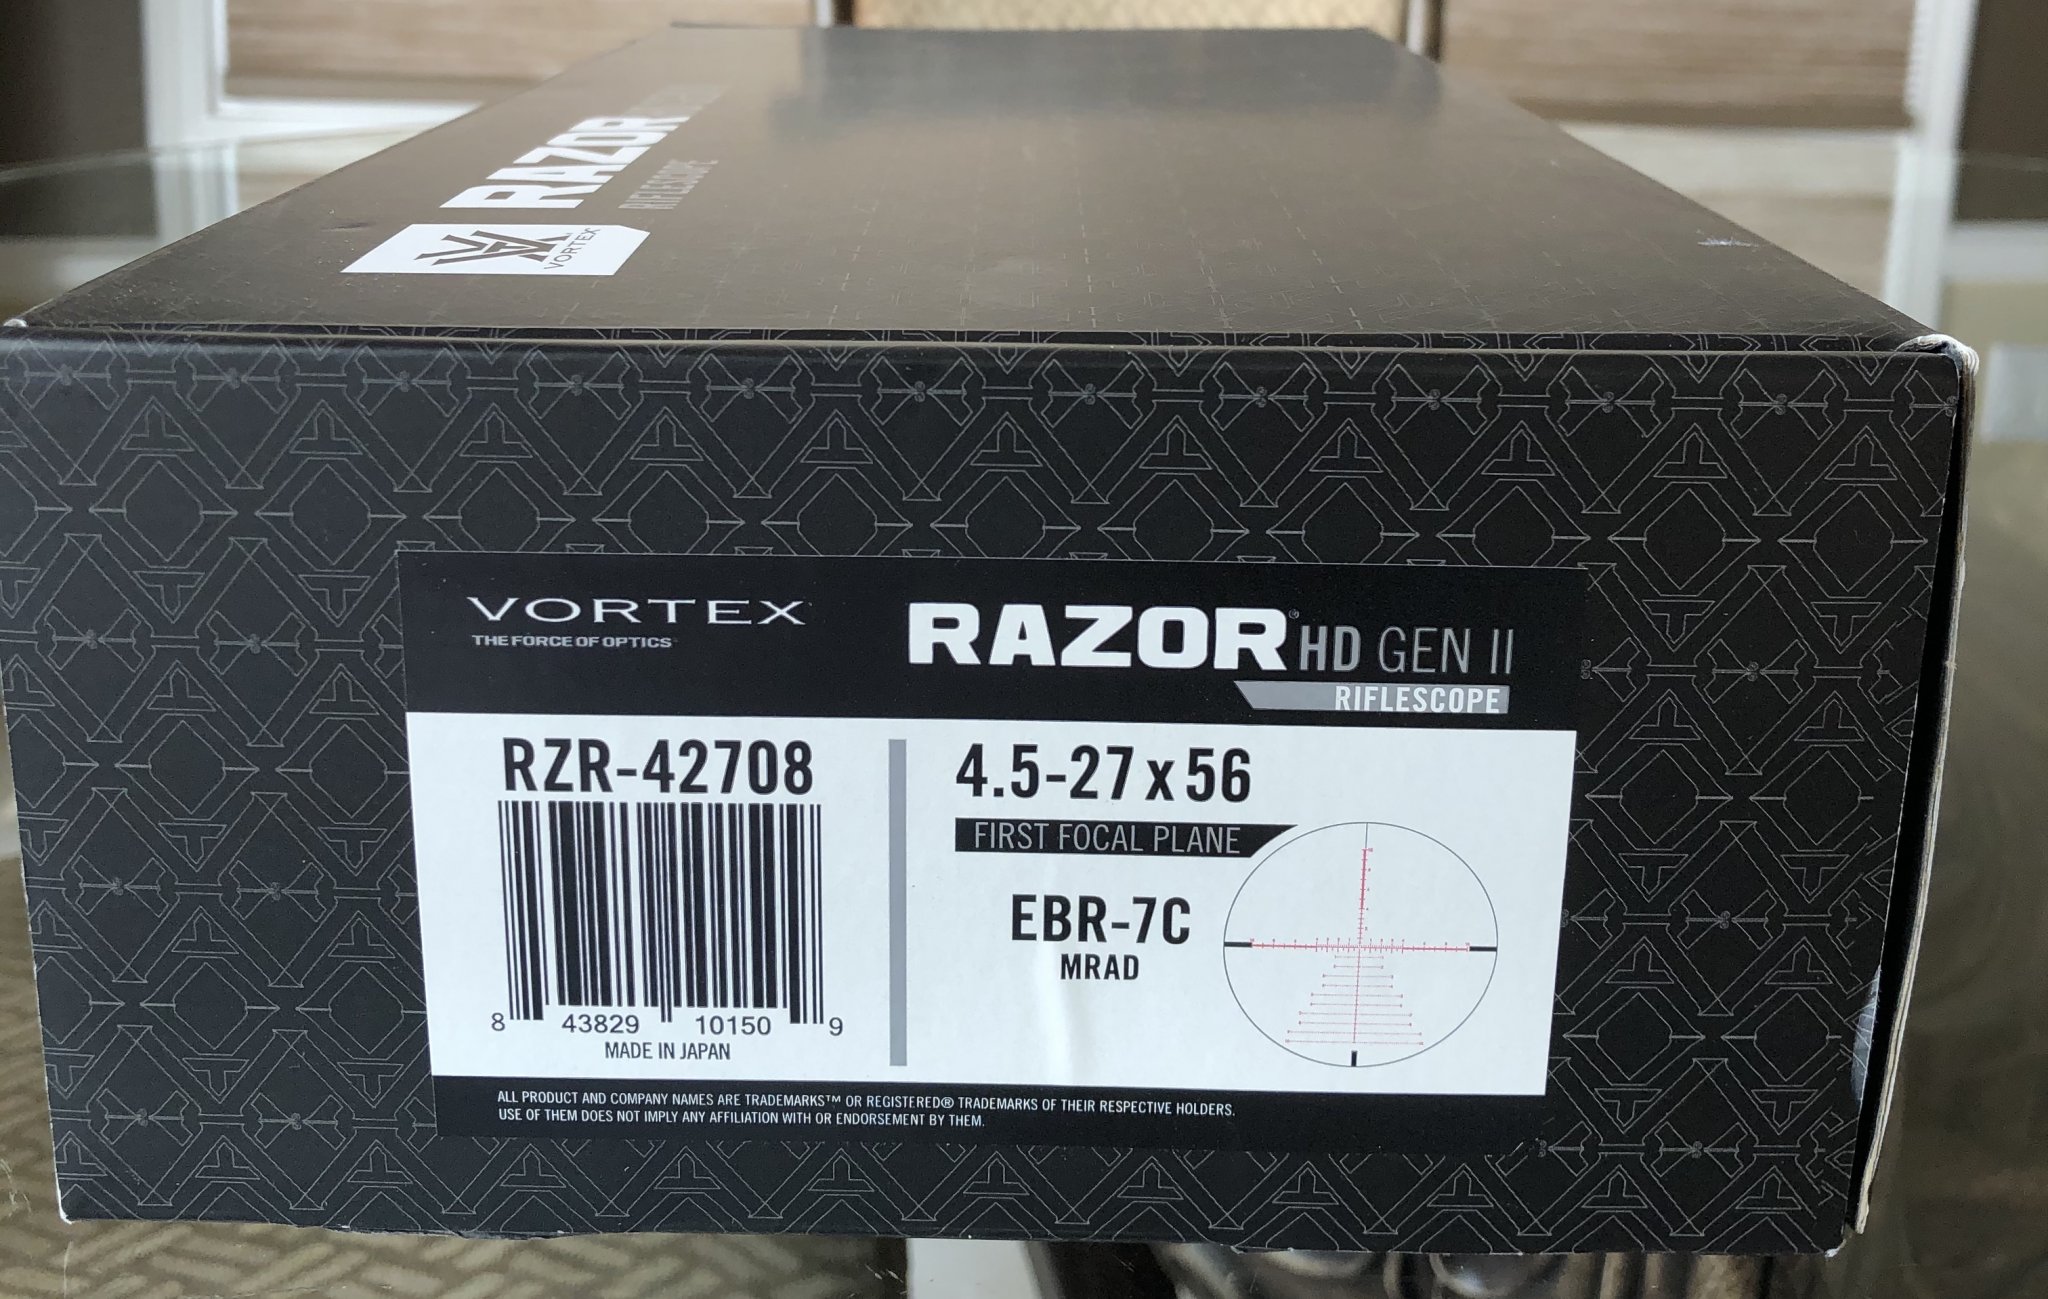 RAZOR
RIFLESCOPE
VORTEX
VORTEX
THE FORCE OF OPTICS
RAZOR® HD GEN II
RIFLESCOPE
RZR-42708
8 43829 10150 9
MADE IN JAPAN
4.5-27 x 56
FIRST FOCAL PLANE
EBR-7C
MRAD
ALL PRODUCT AND COMPANY NAMES ARE TRADEMARKS™ OR REGISTERED® TRADEMARKS OF THEIR RESPECTIVE HOLDERS.
USE OF THEM DOES NOT IMPLY ANY AFFILIATION WITH OR ENDORSEMENT BY THEM.